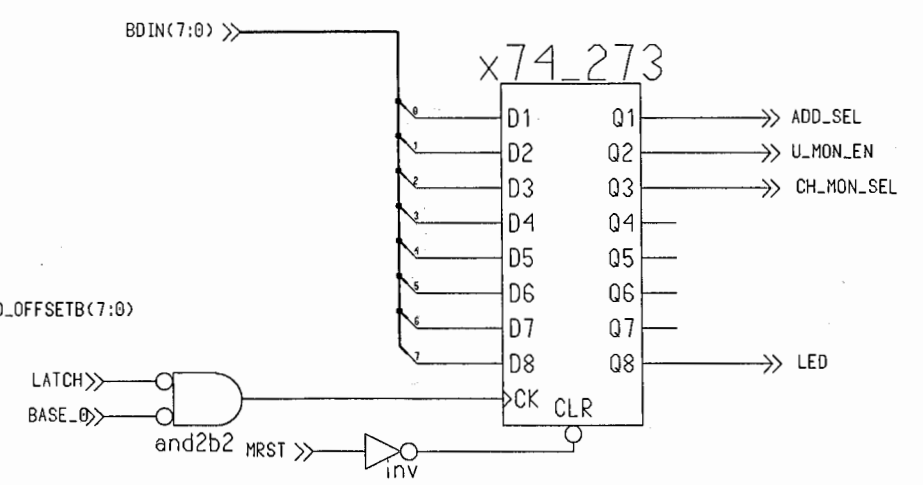 BDIN(7:0)
x74_273
0 D1 Q1 ADD_SEL
1 D2 Q2 U_MON_EN
2 D3 Q3 CH_MON_SEL
3 D4 Q4
4 D5 Q5
5 D6 Q6
6 D7 Q7
7 D8 Q8 LED
D_OFFSETB(7:0)
LATCH
CK
CLR
BASE_0
and2b2
MRST
inv